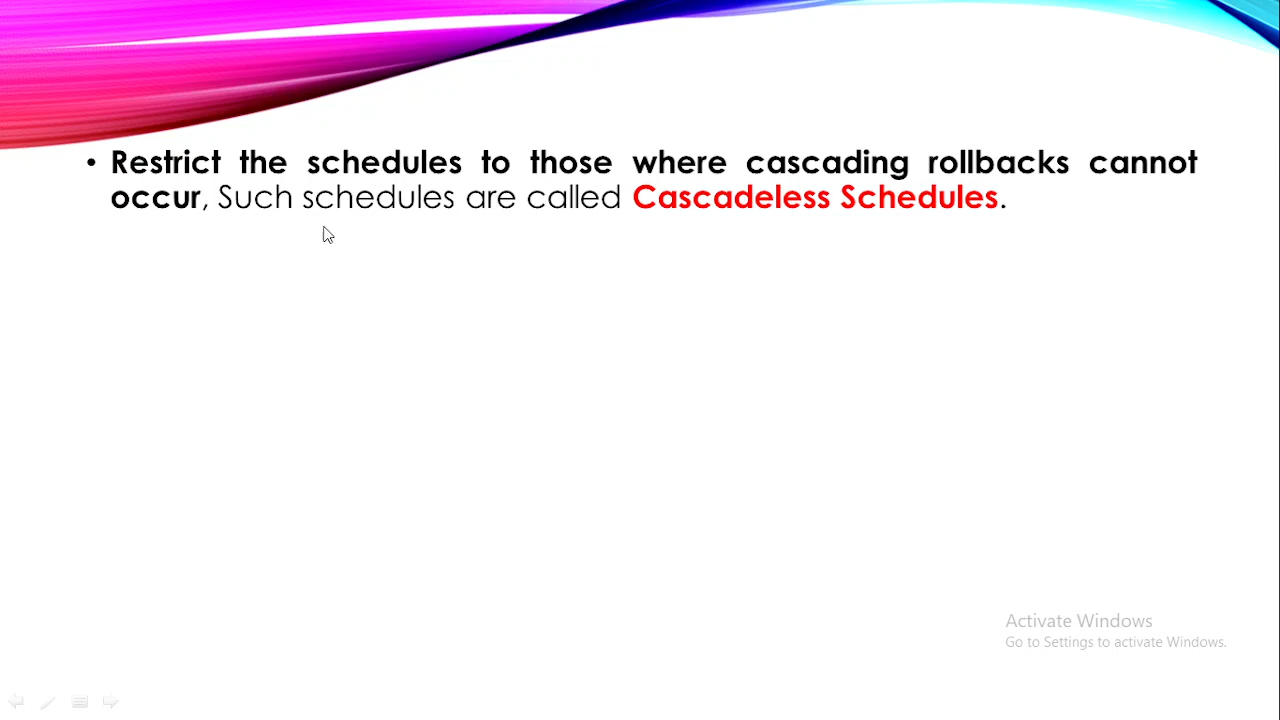 • Restrict the schedules to those where cascading rollbacks cannot
occur, Such schedules are called Cascadeless Schedules.
Activate Windows
Go to Settings to activate Windows.